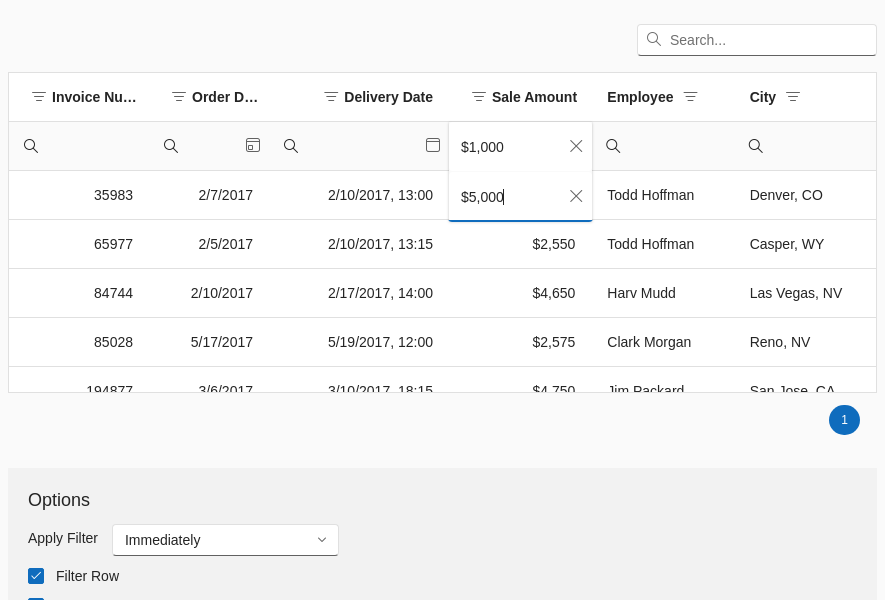 Search...
Invoice Nu... Order D... Delivery Date Sale Amount Employee City
$1,000
35983 2/7/2017 2/10/2017, 13:00 $5,000 Todd Hoffman Denver, CO
65977 2/5/2017 2/10/2017, 13:15 $2,550 Todd Hoffman Casper, WY
84744 2/10/2017 2/17/2017, 14:00 $4,650 Harv Mudd Las Vegas, NV
85028 5/17/2017 5/19/2017, 12:00 $2,575 Clark Morgan Reno, NV
194877 3/6/2017 3/10/2017, 18:15 $4,750 Jim Packard San Jose, CA
1
Options
Apply Filter Immediately
Filter Row